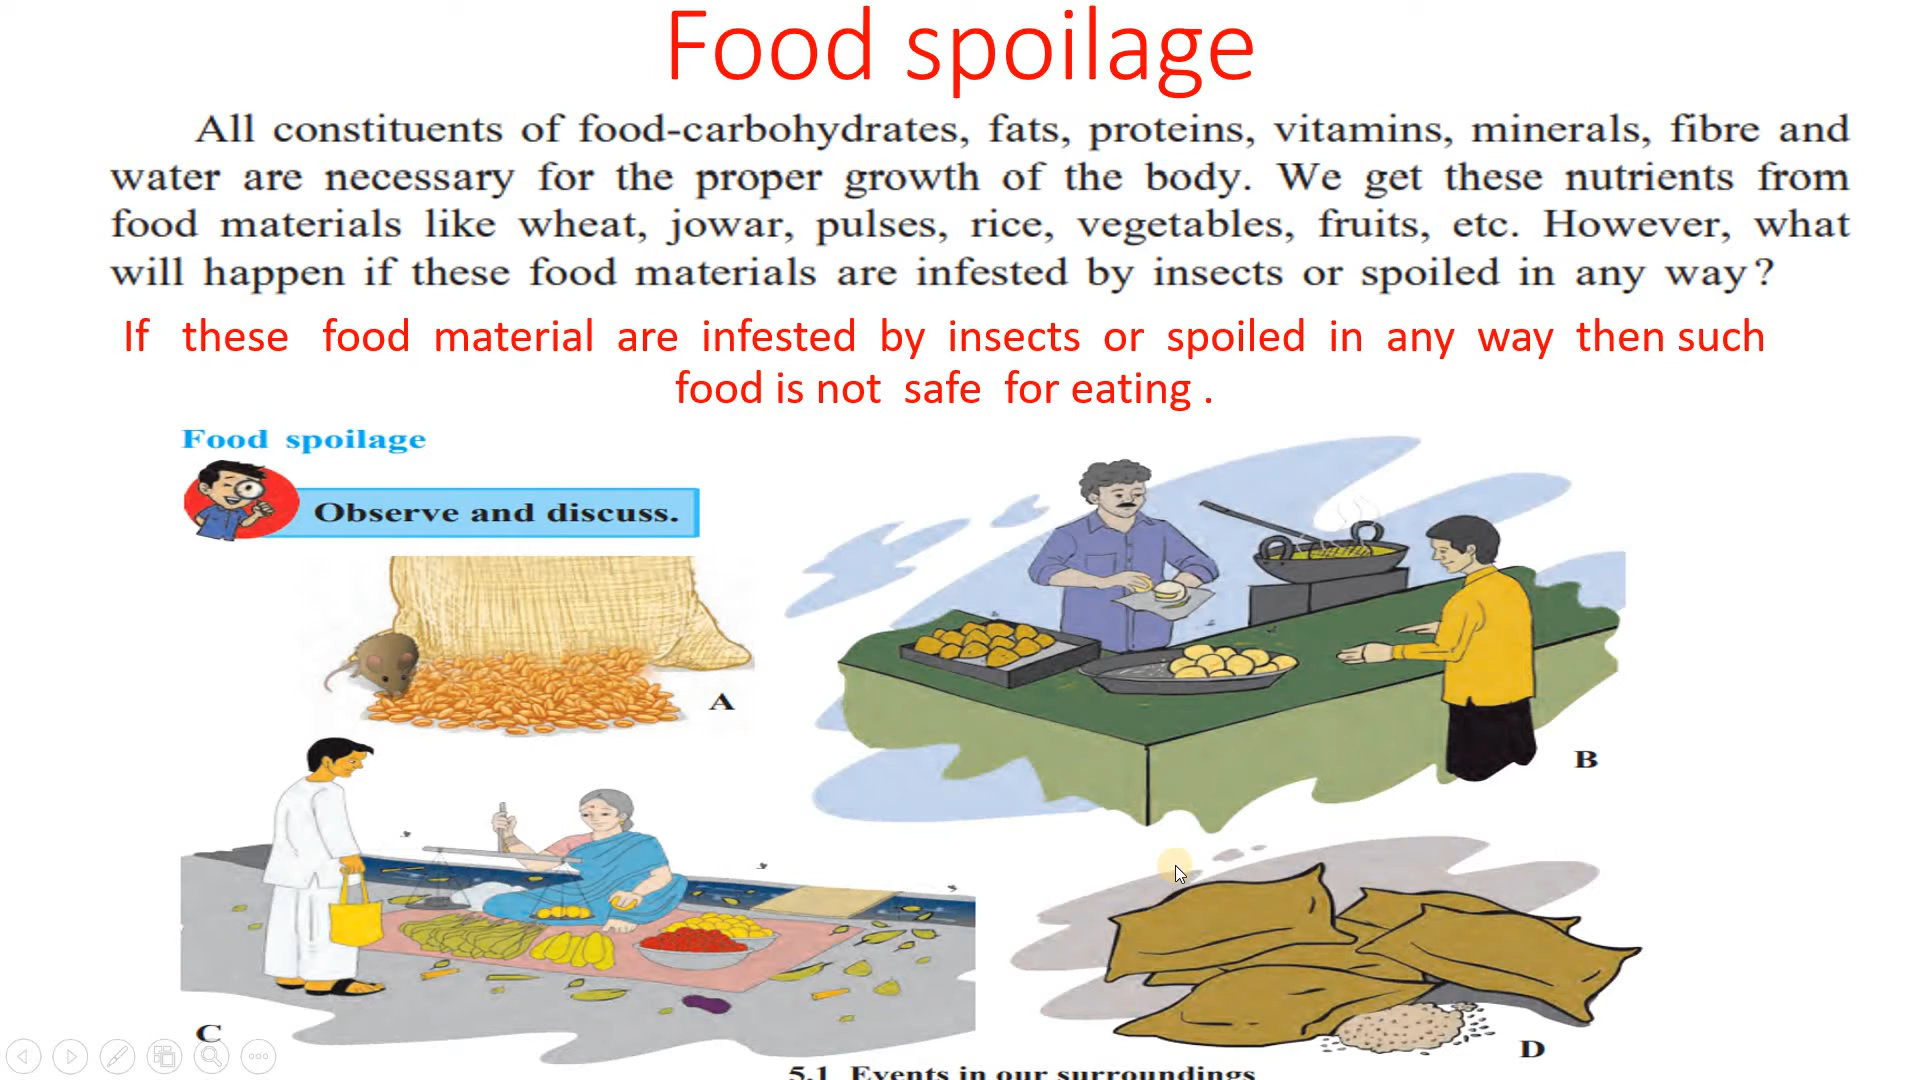 Food spoilage
All constituents of food-carbohydrates, fats, proteins, vitamins, minerals, fibre and
water are necessary for the proper growth of the body. We get these nutrients from
food materials like wheat, jowar, pulses, rice, vegetables, fruits, etc. However, what
will happen if these food materials are infested by insects or spoiled in any way?
If these food material are infested by insects or spoiled in any way then such
food is not safe for eating .
Food spoilage
Observe and discuss.
A
B
C
D
5.1 Events in our surroundings